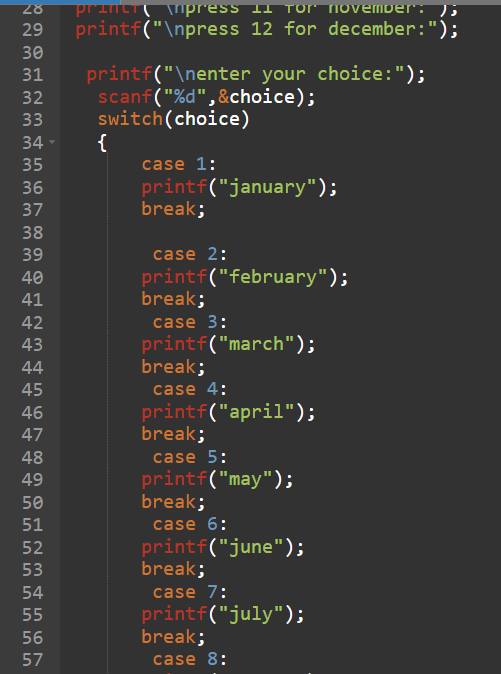 28 printf("\npress 11 for november:");
29 printf("\npress 12 for december:");
30
31 printf("\nenter your choice:");
32 scanf("%d",&choice);
33 switch(choice)
34 {
35 case 1:
36 printf("january");
37 break;
38
39 case 2:
40 printf("february");
41 break;
42 case 3:
43 printf("march");
44 break;
45 case 4:
46 printf("april");
47 break;
48 case 5:
49 printf("may");
50 break;
51 case 6:
52 printf("june");
53 break;
54 case 7:
55 printf("july");
56 break;
57 case 8: